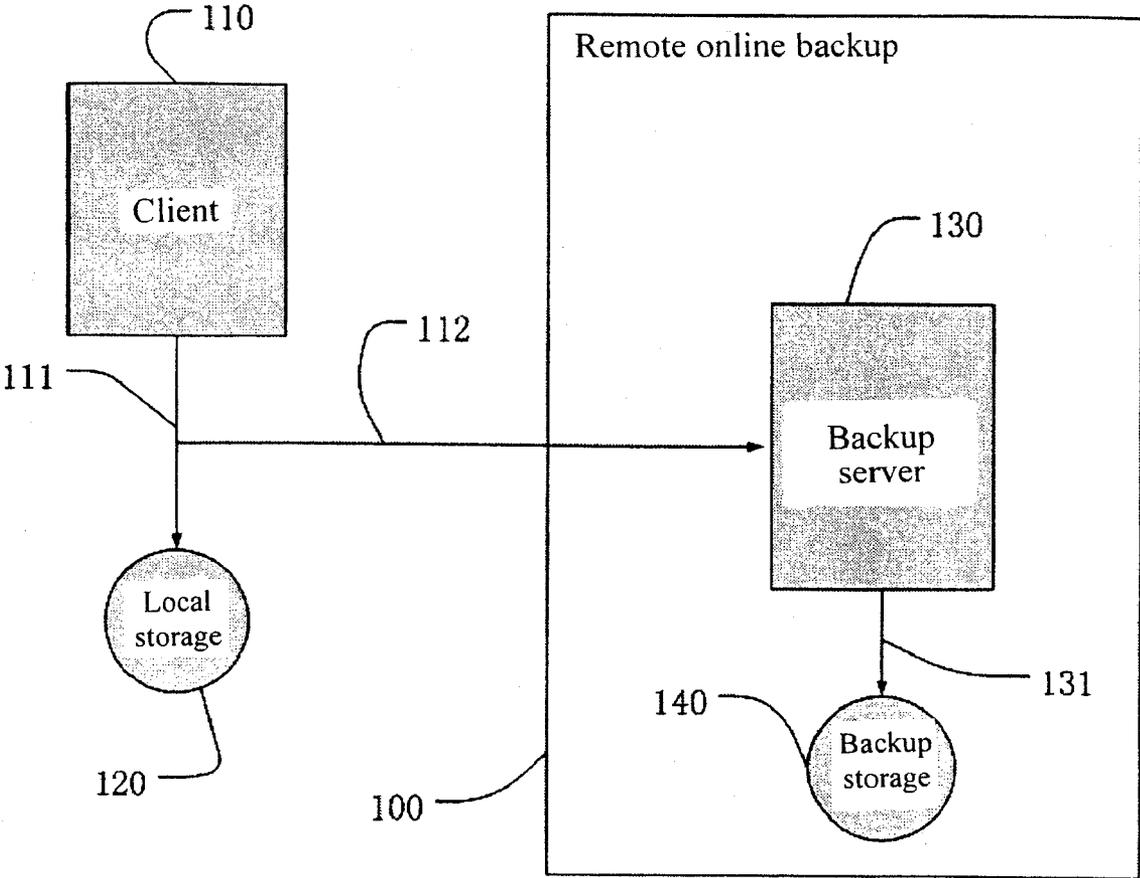 110
Remote online backup
Client
130
112
111
Backup
server
Local
storage
131
140
Backup
storage
120
100